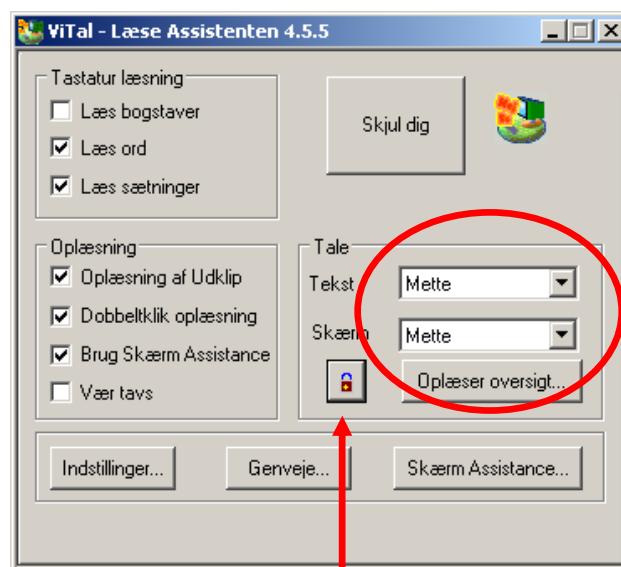 ViTal - Læse Assistenten 4.5.5
Tastatur læsning
Læs bogstaver
Læs ord
Læs sætninger
Skjul dig
Oplæsning
Oplæsning af Udklip
Dobbeltklik oplæsning
Brug Skærm Assistance
Vær tavs
Tale
Tekst Mette
Skærm Mette
Oplæser oversigt...
Indstillinger... Genveje... Skærm Assistance...